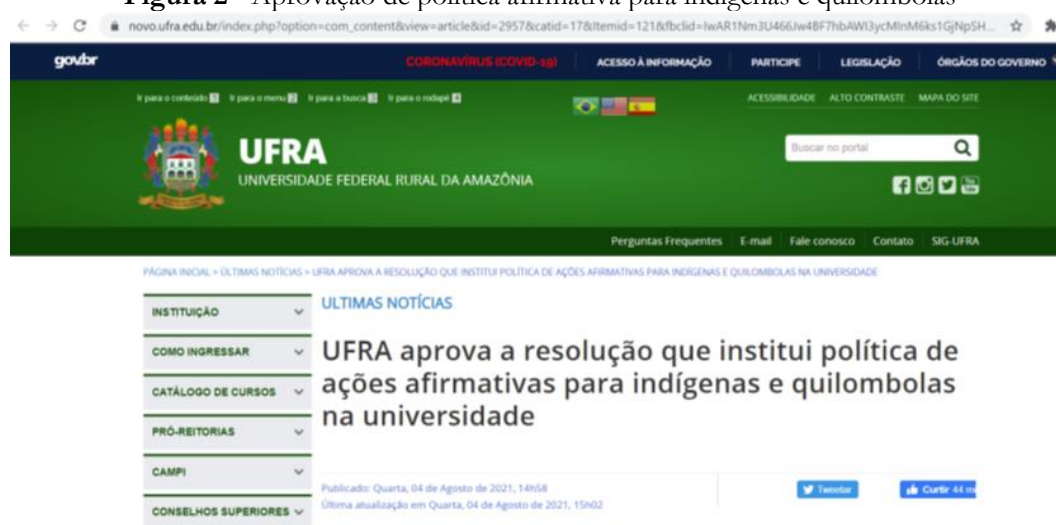 Figura 2 - Aprovação de política afirmativa para indígenas e quilombolas
novo.ufra.edu.br/index.php?option=com_content&view=article&id=2957&catid=17&Itemid=121&fbclid=
govbr
CORONAVÍRUS (COVID-19)
ACESSO À INFORMAÇÃO
PARTICIPE
LEGISLAÇÃO
ÓRGÃOS DO GOVERNO
Ir para o conteúdo 1 Ir para o menu 2 Ir para a busca 3 Ir para o rodapé 4
ACESSIBILIDADE ALTO CONTRASTE MAPA DO SITE
UFRA
UNIVERSIDADE FEDERAL RURAL DA AMAZÔNIA
Buscar no portal
Perguntas Frequentes E-mail Fale conosco Contato SIG-UFRA
PÁGINA INICIAL > ÚLTIMAS NOTÍCIAS > UFRA APROVA A RESOLUÇÃO QUE INSTITUI POLÍTICA DE AÇÕES AFIRMATIVAS PARA INDÍGENAS E QUILOMBOLAS NA UNIVERSIDADE
INSTITUIÇÃO
COMO INGRESSAR
CATÁLOGO DE CURSOS
PRÓ-REITORIAS
CAMPI
CONSELHOS SUPERIORES
ULTIMAS NOTÍCIAS
UFRA aprova a resolução que institui política de
ações afirmativas para indígenas e quilombolas
na universidade
Publicado: Quarta, 04 de Agosto de 2021, 14h58
Última atualização em Quarta, 04 de Agosto de 2021, 15h02
Tweetar
Curtir 44